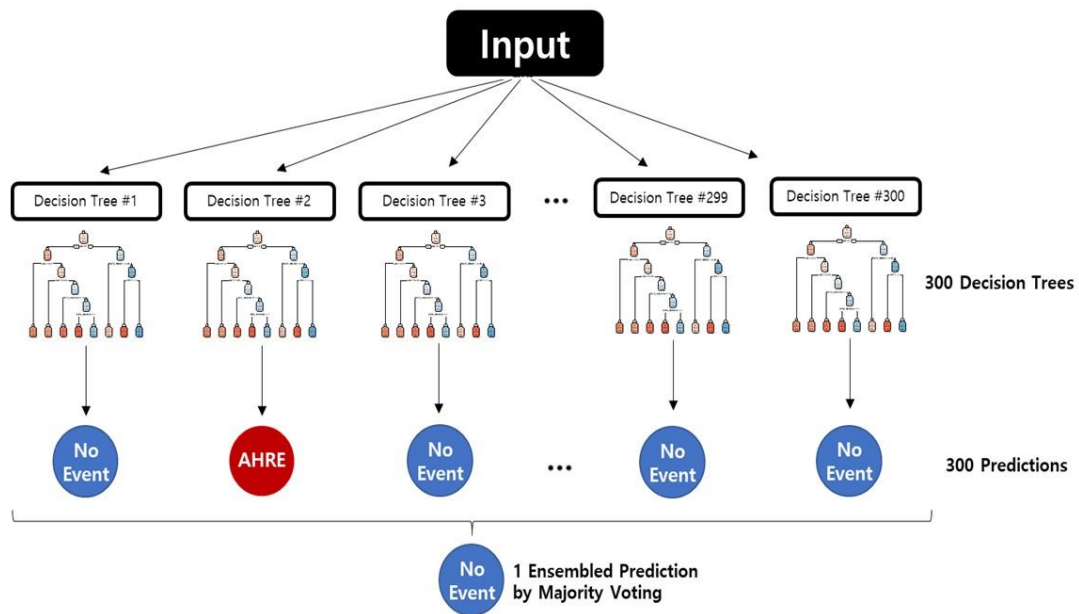 Input
Decision Tree #1
Decision Tree #2
Decision Tree #3
...
Decision Tree #299
Decision Tree #300
300 Decision Trees
No
Event
AHRE
No
Event
...
No
Event
No
Event
300 Predictions
No
Event
1 Ensembled Prediction
by Majority Voting